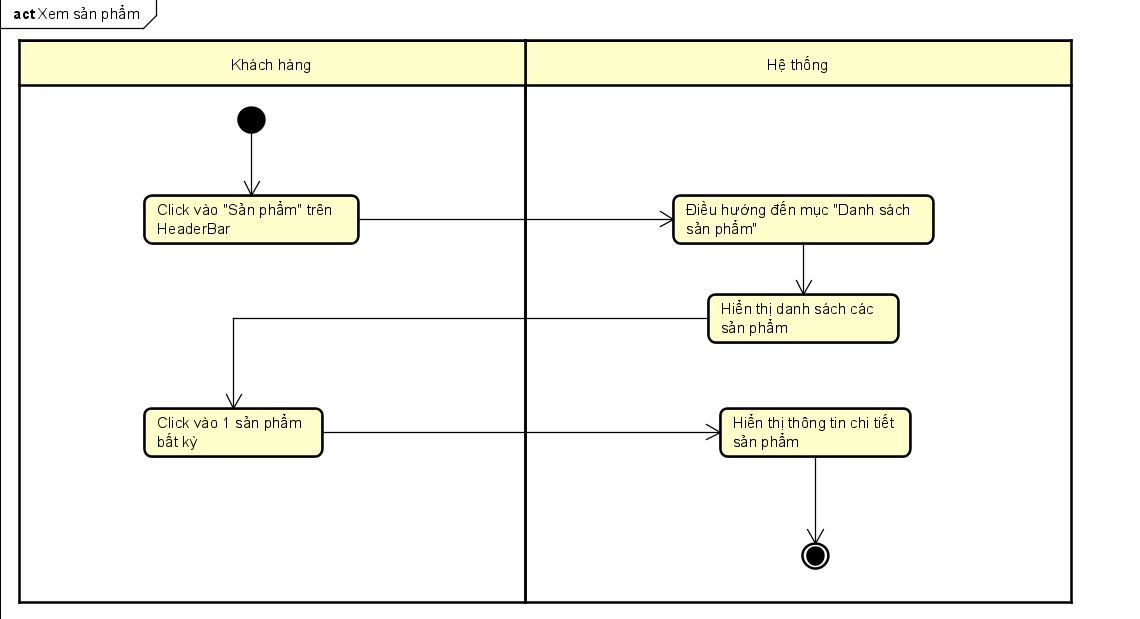 act Xem sản phẩm
Khách hàng
Hệ thống
Click vào "Sản phẩm" trên
HeaderBar
Điều hướng đến mục "Danh sách
sản phẩm"
Hiển thị danh sách các
sản phẩm
Click vào 1 sản phẩm
bất kỳ
Hiển thị thông tin chi tiết
sản phẩm